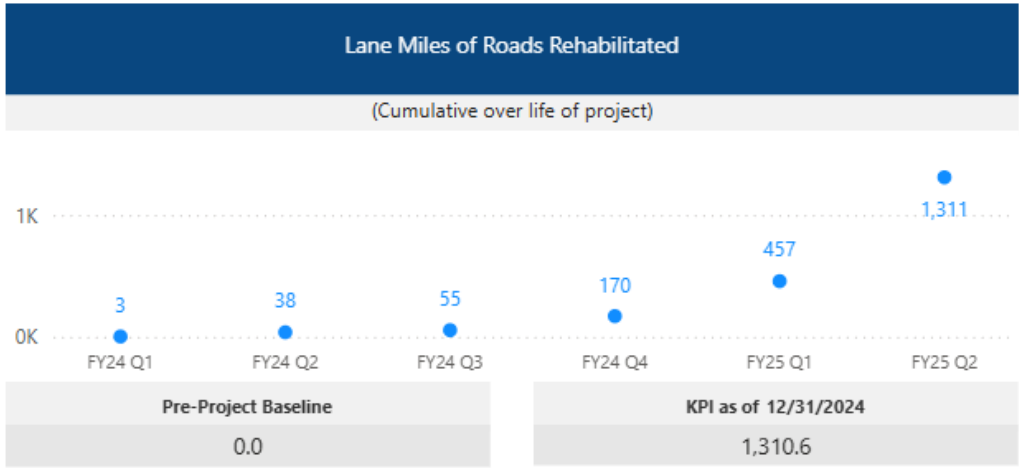 Lane Miles of Roads Rehabilitated
(Cumulative over life of project)
1K
1,311
457
170
3
38
55
0K
FY24 Q1 FY24 Q2 FY24 Q3 FY24 Q4 FY25 Q1 FY25 Q2
Pre-Project Baseline KPI as of 12/31/2024
0.0 1,310.6